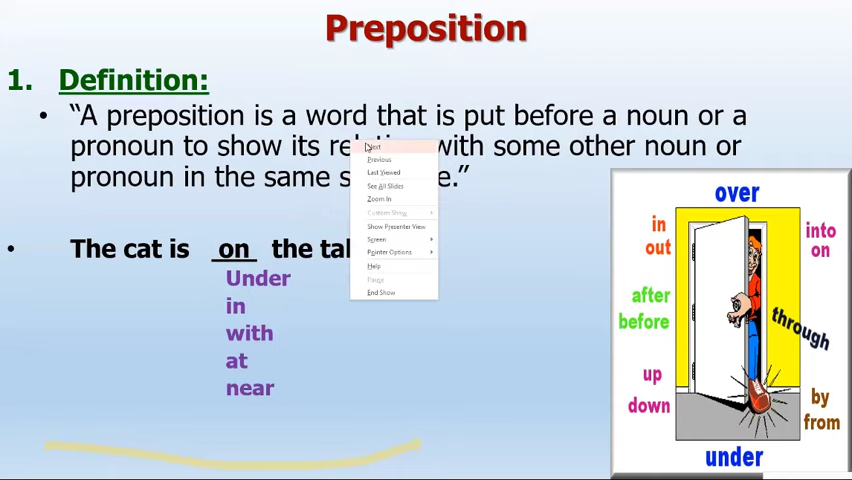 Preposition
1. Definition:
• “A preposition is a word that is put before a noun or a
pronoun to show its with some other noun or
pronoun in the same
• The cat is on the
Under
in
with
at
near
Next
Previous
Last Viewed
See All Slides
Zoom In
Custom Show
Show Presenter View
Screen
Pointer Options
Help
Pause
End Show
over
in
out
into
on
after
before
through
up
down
by
from
under